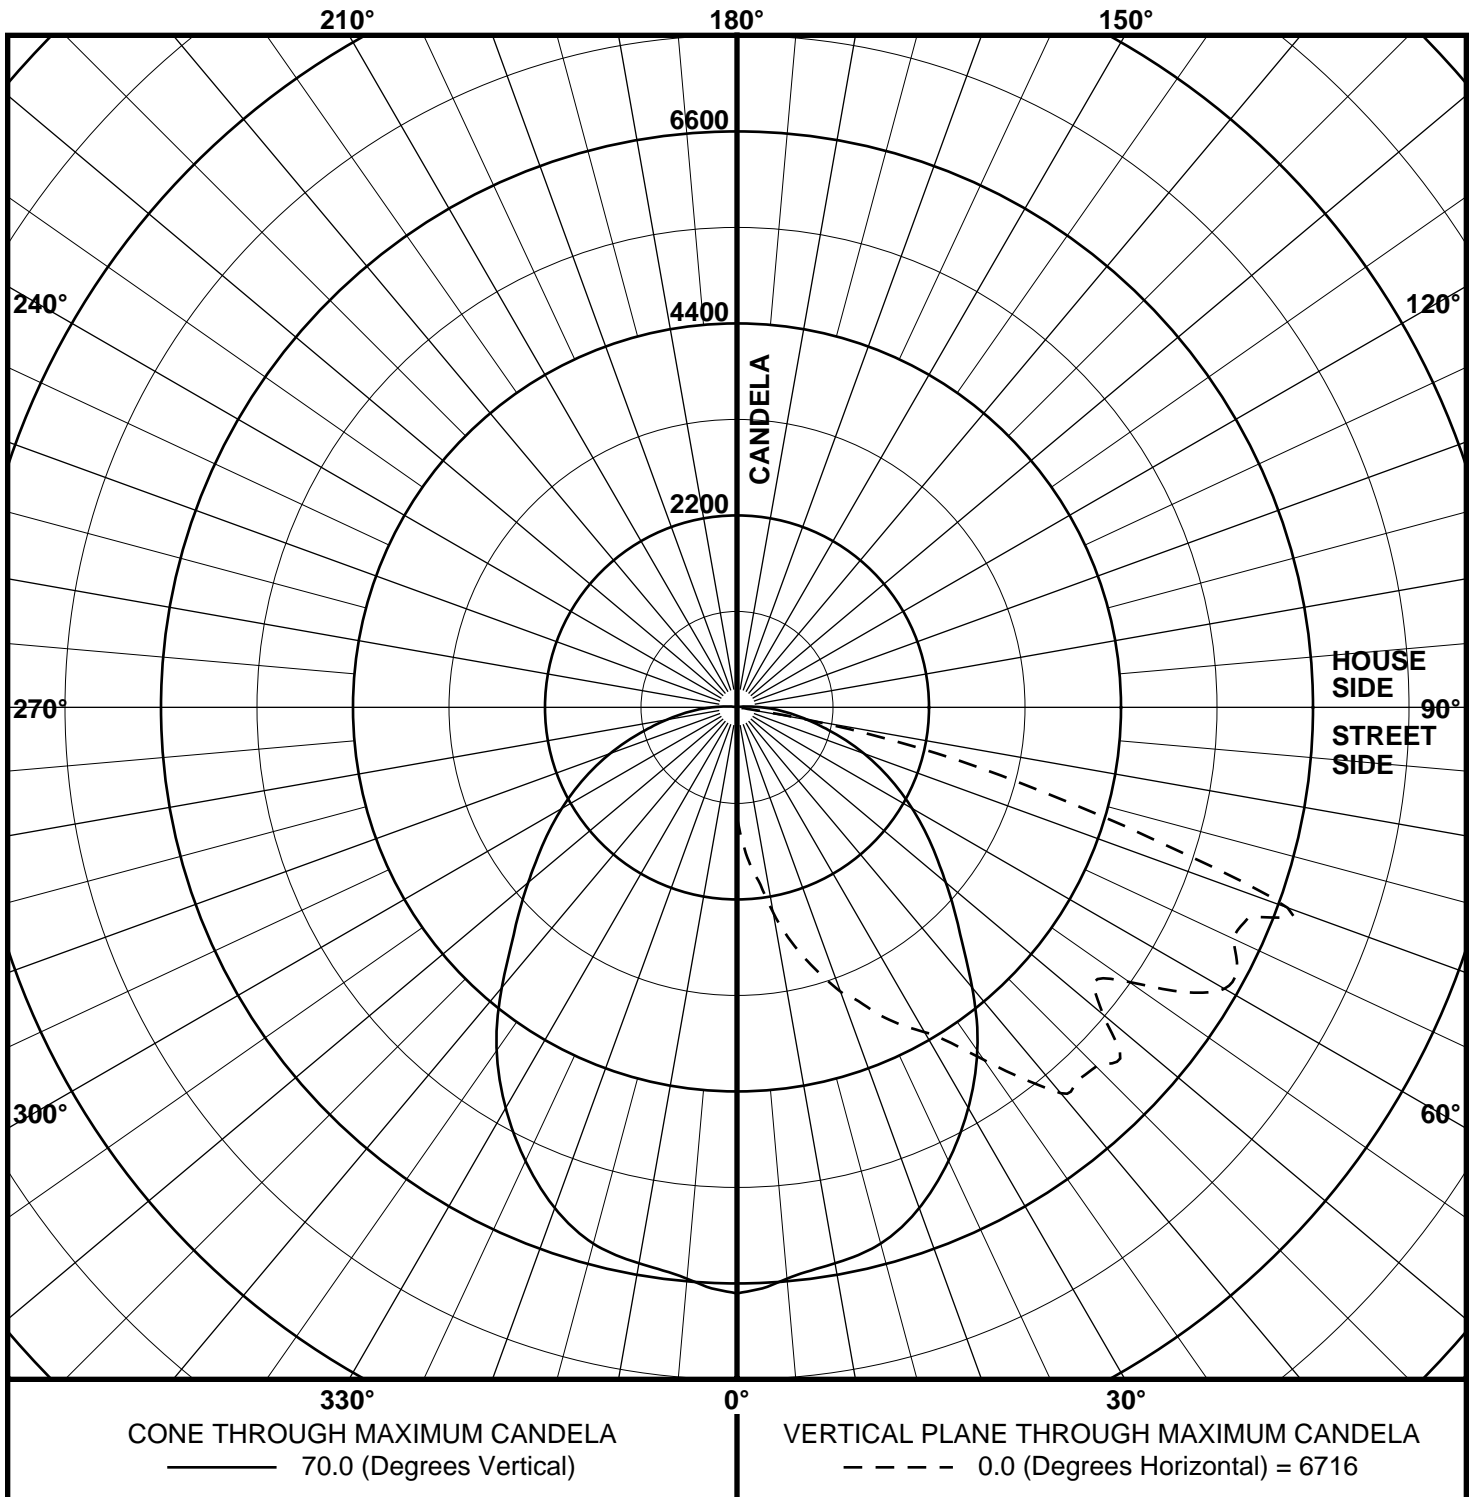 210° 180° 150°
6600
240° 120°
4400
CANDELA
2200
HOUSE
SIDE
270° 90°
STREET
SIDE
300° 60°
330° 0° 30°
CONE THROUGH MAXIMUM CANDELA
70.0 (Degrees Vertical)
VERTICAL PLANE THROUGH MAXIMUM CANDELA
0.0 (Degrees Horizontal) = 6716